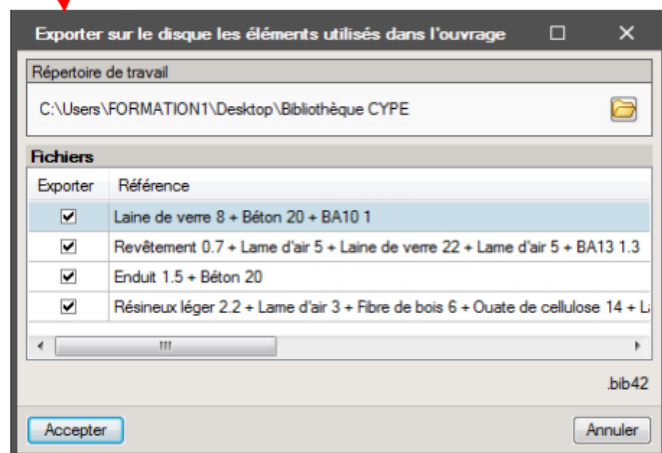 Exporter sur le disque les éléments utilisés dans l'ouvrage
Répertoire de travail
C:\Users\FORMATION1\Desktop\Bibliothèque CYPE
Fichiers
Exporter Référence
Laine de verre 8 + Béton 20 + BA10 1
Revêtement 0.7 + Lame d'air 5 + Laine de verre 22 + Lame d'air 5 + BA13 1.3
Enduit 1.5 + Béton 20
Résineux léger 2.2 + Lame d'air 3 + Fibre de bois 6 + Ouate de cellulose 14 +
.bib42
Accepter Annuler